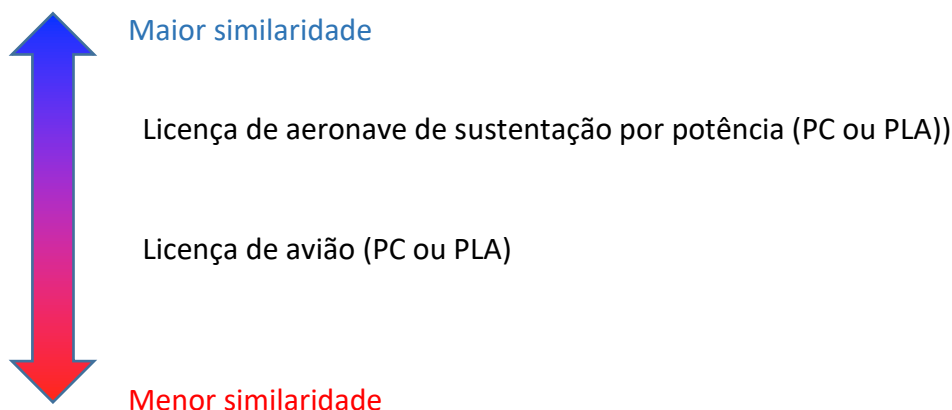 Maior similaridade
Licença de aeronave de sustentação por potência (PC ou PLA))
Licença de avião (PC ou PLA)
Menor similaridade